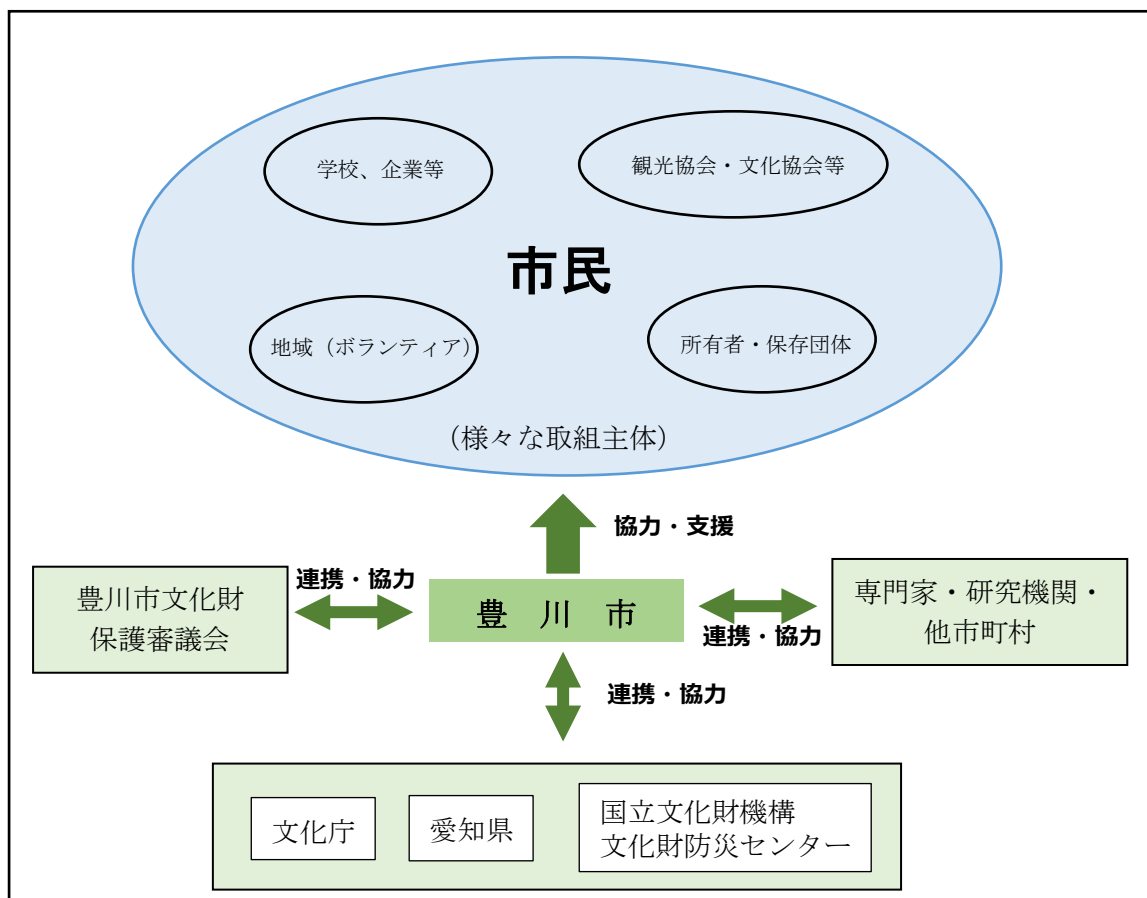 学校、企業等
観光協会・文化協会等
市民
地域（ボランティア）
所有者・保存団体
（様々な取組主体）
協力・支援
豊川市文化財
保護審議会
連携・協力
豊　川　市
連携・協力
専門家・研究機関・
他市町村
連携・協力
文化庁
愛知県
国立文化財機構
文化財防災センター